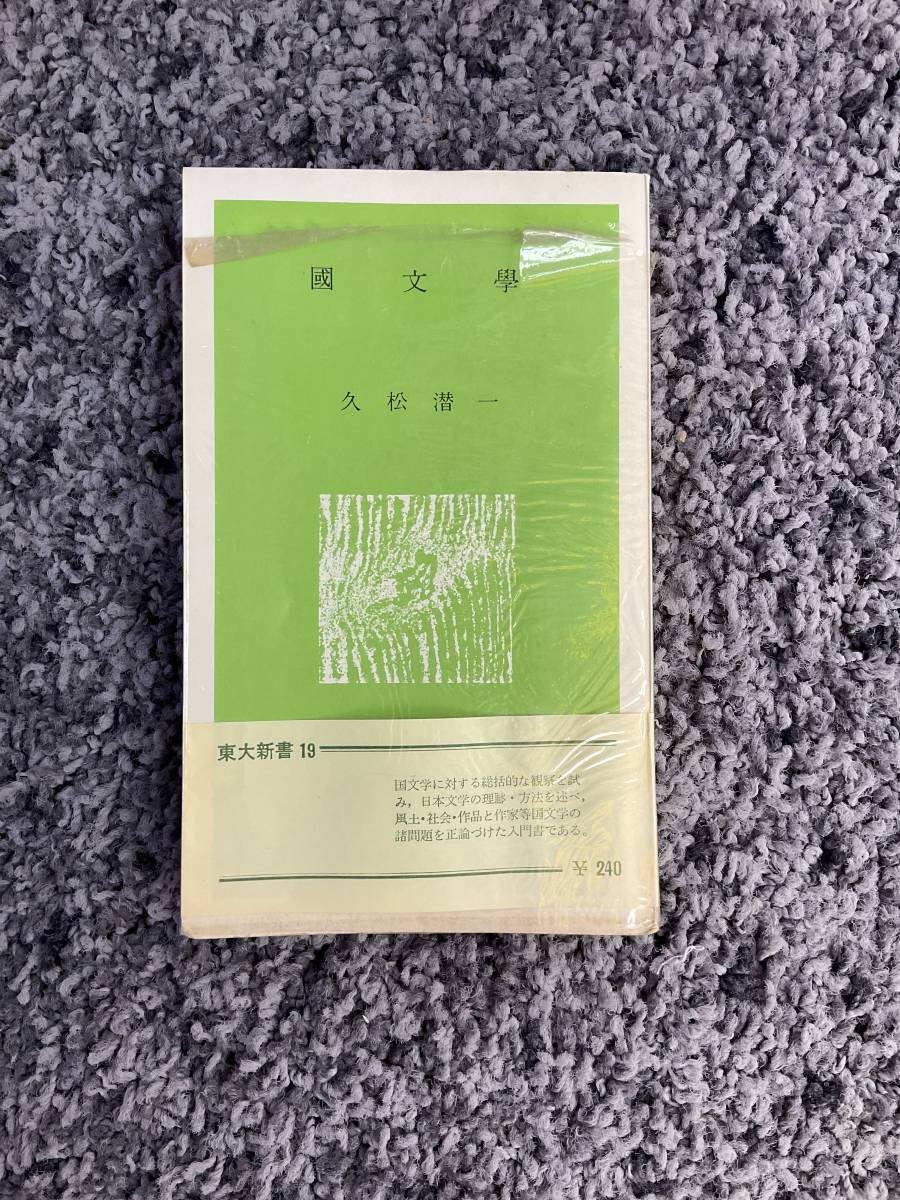 國文學
久松潜一
東大新書 19
国文学に対する総括的な観察を試
み，日本文学の理念・方法を述べ，
風土・社会・作品と作家等国文学の
諸問題を正論づけた入門書である。
¥ 240